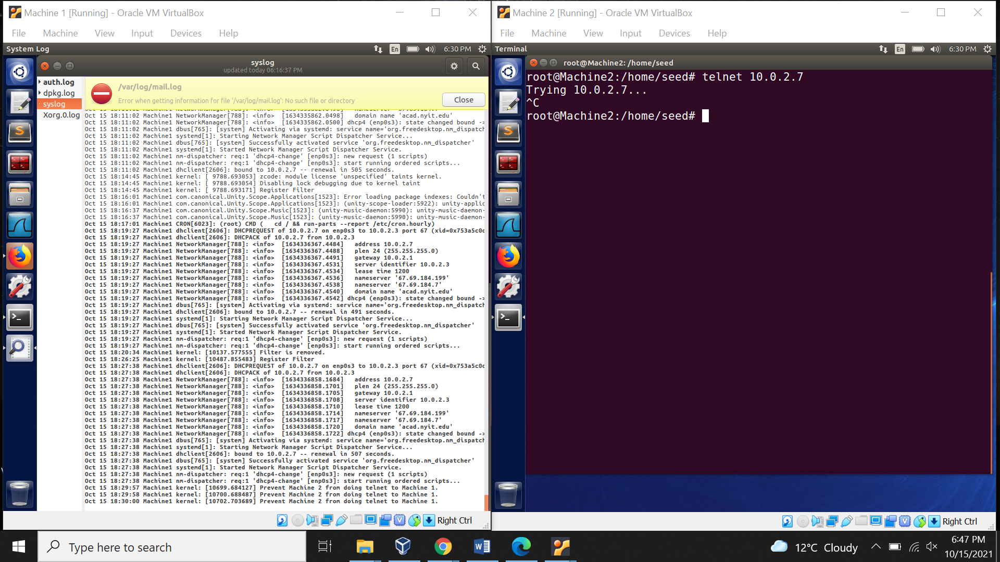 Machine 1 [Running] - Oracle VM VirtualBox
File Machine View Input Devices Help
System Log
En
6:30 PM
syslog
updated today 06:16:37 PM
auth.log
dpkg.log
syslog
Xorg.0.log
/var/log/mail.log
Error when getting information for file '/var/log/mail.log': No such file or directory
Close
Oct 15 18:11:02 Machine1 NetworkManager[788]: <info>  [1634335862.0498]   domain name 'acad.nyit.edu'
Oct 15 18:11:02 Machine1 NetworkManager[788]: <info>  [1634335862.0500] dhcp4 (enp0s3): state changed bound ->
Oct 15 18:11:02 Machine1 dbus[765]: [system] Activating via systemd: service name='org.freedesktop.nm_dispatch
Oct 15 18:11:02 Machine1 systemd[1]: Starting Network Manager Script Dispatcher Service...
Oct 15 18:11:02 Machine1 dbus[765]: [system] Successfully activated service 'org.freedesktop.nm_dispatcher'
Oct 15 18:11:02 Machine1 systemd[1]: Started Network Manager Script Dispatcher Service.
Oct 15 18:11:02 Machine1 nm-dispatcher: req:1 'dhcp4-change' [enp0s3]: new request (1 scripts)
Oct 15 18:11:02 Machine1 nm-dispatcher: req:1 'dhcp4-change' [enp0s3]: start running ordered scripts...
Oct 15 18:11:02 Machine1 dhclient[2606]: bound to 10.0.2.7 -- renewal in 505 seconds.
Oct 15 18:14:45 Machine1 kernel: [ 9788.693053] zcode: module license 'unspecified' taints kernel.
Oct 15 18:14:45 Machine1 kernel: [ 9788.693054] Disabling lock debugging due to kernel taint
Oct 15 18:14:45 Machine1 kernel: [ 9788.693171] Register Filter
Oct 15 18:16:01 Machine1 com.canonical.Unity.Scope.Applications[1523]: Error loading package indexes: Couldn't
Oct 15 18:16:01 Machine1 com.canonical.Unity.Scope.Applications[1523]: (unity-scope-loader:5922): unity-applic
Oct 15 18:16:37 Machine1 com.canonical.Unity.Scope.Music[1523]: (unity-music-daemon:5990): unity-music-daemon-
Oct 15 18:16:37 Machine1 com.canonical.Unity.Scope.Music[1523]: (unity-music-daemon:5990): unity-music-daemon-
Oct 15 18:17:01 Machine1 CRON[6023]: (root) CMD (   cd / && run-parts --report /etc/cron.hourly)
Oct 15 18:19:27 Machine1 dhclient[2606]: DHCPREQUEST of 10.0.2.7 on enp0s3 to 10.0.2.3 port 67 (xid=0x753a5c0d
Oct 15 18:19:27 Machine1 dhclient[2606]: DHCPACK of 10.0.2.7 from 10.0.2.3
Oct 15 18:19:27 Machine1 NetworkManager[788]: <info>  [1634336367.4484]   address 10.0.2.7
Oct 15 18:19:27 Machine1 NetworkManager[788]: <info>  [1634336367.4488]   plen 24 (255.255.255.0)
Oct 15 18:19:27 Machine1 NetworkManager[788]: <info>  [1634336367.4491]   gateway 10.0.2.1
Oct 15 18:19:27 Machine1 NetworkManager[788]: <info>  [1634336367.4531]   server identifier 10.0.2.3
Oct 15 18:19:27 Machine1 NetworkManager[788]: <info>  [1634336367.4534]   lease time 1200
Oct 15 18:19:27 Machine1 NetworkManager[788]: <info>  [1634336367.4536]   nameserver '67.69.184.199'
Oct 15 18:19:27 Machine1 NetworkManager[788]: <info>  [1634336367.4538]   nameserver '67.69.184.7'
Oct 15 18:19:27 Machine1 NetworkManager[788]: <info>  [1634336367.4540]   domain name 'acad.nyit.edu'
Oct 15 18:19:27 Machine1 NetworkManager[788]: <info>  [1634336367.4542] dhcp4 (enp0s3): state changed bound ->
Oct 15 18:19:27 Machine1 dbus[765]: [system] Activating via systemd: service name='org.freedesktop.nm_dispatch
Oct 15 18:19:27 Machine1 dhclient[2606]: bound to 10.0.2.7 -- renewal in 491 seconds.
Oct 15 18:19:27 Machine1 systemd[1]: Starting Network Manager Script Dispatcher Service...
Oct 15 18:19:27 Machine1 dbus[765]: [system] Successfully activated service 'org.freedesktop.nm_dispatcher'
Oct 15 18:19:27 Machine1 systemd[1]: Started Network Manager Script Dispatcher Service.
Oct 15 18:19:27 Machine1 nm-dispatcher: req:1 'dhcp4-change' [enp0s3]: new request (1 scripts)
Oct 15 18:19:27 Machine1 nm-dispatcher: req:1 'dhcp4-change' [enp0s3]: start running ordered scripts...
Oct 15 18:20:34 Machine1 kernel: [10137.577555] Filter is removed.
Oct 15 18:26:25 Machine1 kernel: [10487.855483] Register Filter
Oct 15 18:27:38 Machine1 dhclient[2606]: DHCPREQUEST of 10.0.2.7 on enp0s3 to 10.0.2.3 port 67 (xid=0x753a5c0d
Oct 15 18:27:38 Machine1 dhclient[2606]: DHCPACK of 10.0.2.7 from 10.0.2.3
Oct 15 18:27:38 Machine1 NetworkManager[788]: <info>  [1634336858.1684]   address 10.0.2.7
Oct 15 18:27:38 Machine1 NetworkManager[788]: <info>  [1634336858.1701]   plen 24 (255.255.255.0)
Oct 15 18:27:38 Machine1 NetworkManager[788]: <info>  [1634336858.1705]   gateway 10.0.2.1
Oct 15 18:27:38 Machine1 NetworkManager[788]: <info>  [1634336858.1708]   server identifier 10.0.2.3
Oct 15 18:27:38 Machine1 NetworkManager[788]: <info>  [1634336858.1710]   lease time 1200
Oct 15 18:27:38 Machine1 NetworkManager[788]: <info>  [1634336858.1714]   nameserver '67.69.184.199'
Oct 15 18:27:38 Machine1 NetworkManager[788]: <info>  [1634336858.1717]   nameserver '67.69.184.7'
Oct 15 18:27:38 Machine1 NetworkManager[788]: <info>  [1634336858.1720]   domain name 'acad.nyit.edu'
Oct 15 18:27:38 Machine1 NetworkManager[788]: <info>  [1634336858.1722] dhcp4 (enp0s3): state changed bound ->
Oct 15 18:27:38 Machine1 dbus[765]: [system] Activating via systemd: service name='org.freedesktop.nm_dispatch
Oct 15 18:27:38 Machine1 systemd[1]: Starting Network Manager Script Dispatcher Service...
Oct 15 18:27:38 Machine1 dhclient[2606]: bound to 10.0.2.7 -- renewal in 507 seconds.
Oct 15 18:27:38 Machine1 dbus[765]: [system] Successfully activated service 'org.freedesktop.nm_dispatcher'
Oct 15 18:27:38 Machine1 systemd[1]: Started Network Manager Script Dispatcher Service.
Oct 15 18:27:38 Machine1 nm-dispatcher: req:1 'dhcp4-change' [enp0s3]: new request (1 scripts)
Oct 15 18:27:38 Machine1 nm-dispatcher: req:1 'dhcp4-change' [enp0s3]: start running ordered scripts...
Oct 15 18:29:57 Machine1 kernel: [10699.684127] Prevent Machine 2 from doing telnet to Machine 1.
Oct 15 18:29:58 Machine1 kernel: [10700.688487] Prevent Machine 2 from doing telnet to Machine 1.
Oct 15 18:30:00 Machine1 kernel: [10702.703689] Prevent Machine 2 from doing telnet to Machine 1.
Right Ctrl
Machine 2 [Running] - Oracle VM VirtualBox
File Machine View Input Devices Help
Terminal
En
6:30 PM
root@Machine2: /home/seed
root@Machine2:/home/seed# telnet 10.0.2.7
Trying 10.0.2.7...
^C
root@Machine2:/home/seed#
Right Ctrl
Type here to search
12°C Cloudy
6:47 PM
10/15/2021